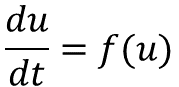 du/dt = f(u)